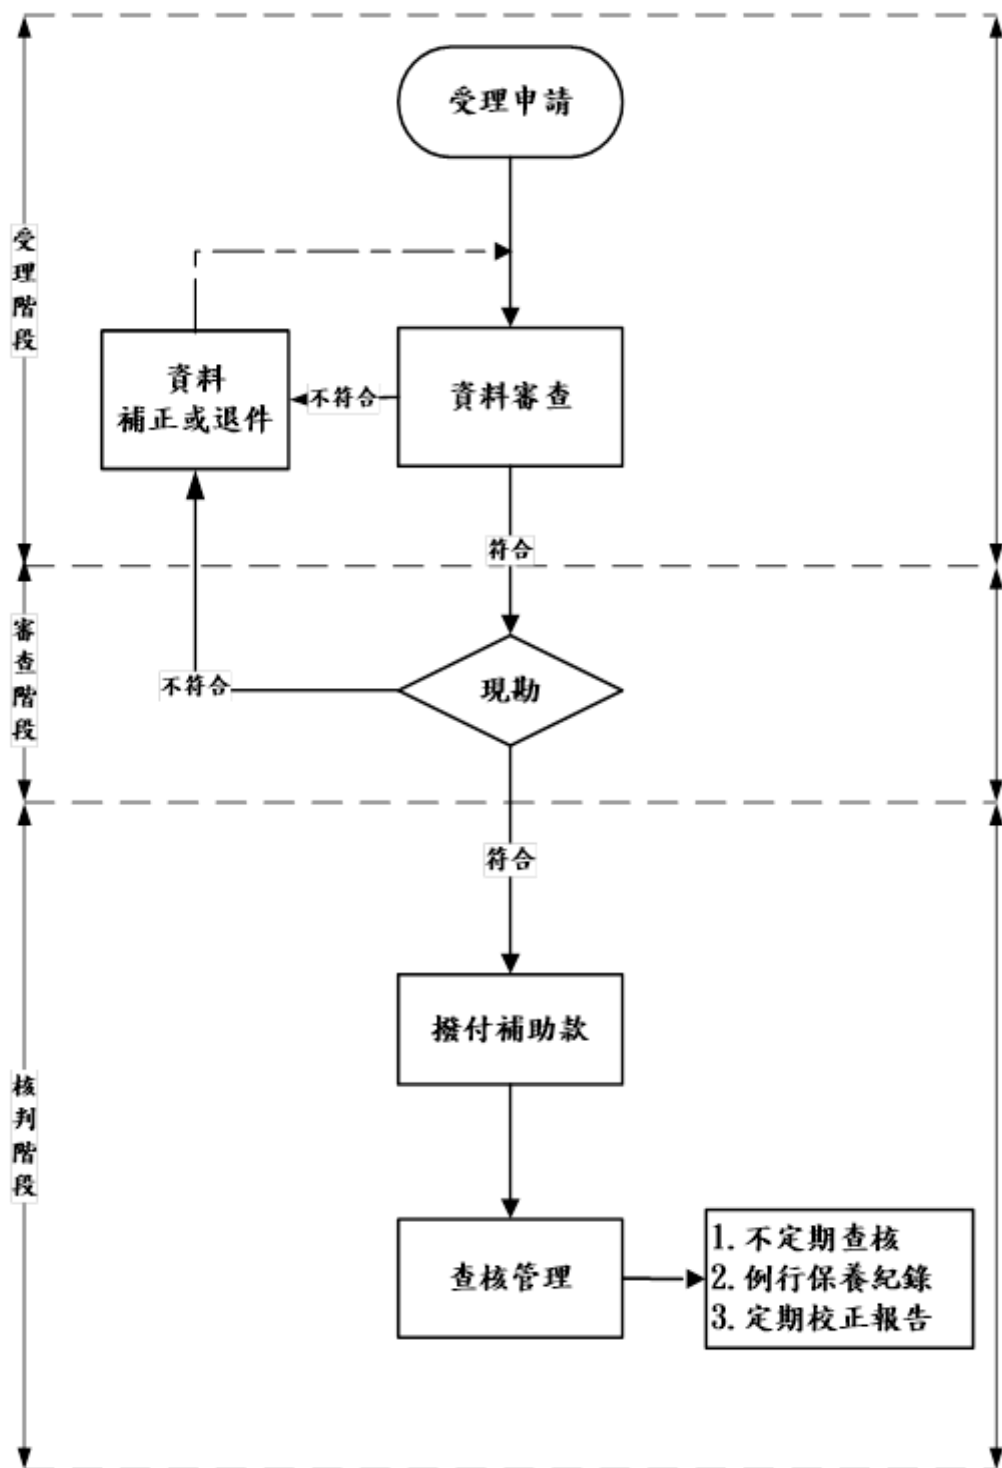 受理申請
受理階段
資料
補正或退件
不符合
資料審查
符合
審查階段
不符合
現勘
符合
核判階段
撥付補助款
查核管理
1. 不定期查核
2. 例行保養紀錄
3. 定期校正報告